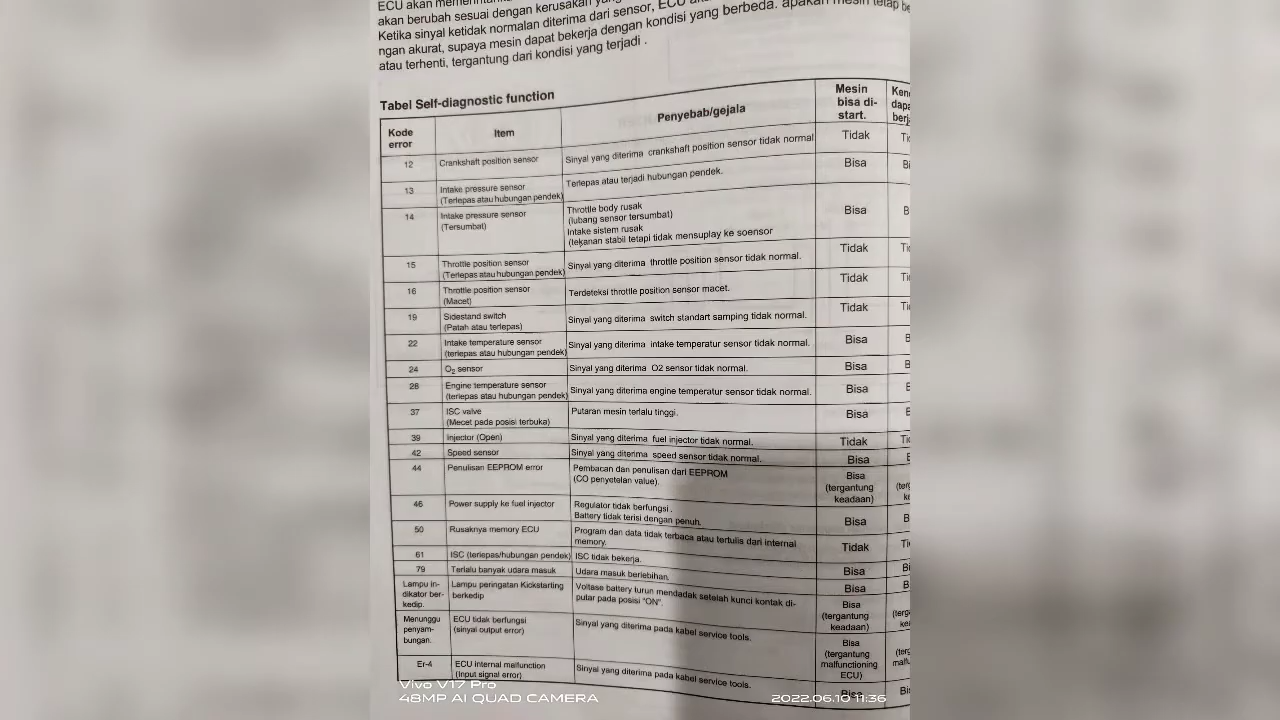 akan berubah sesuai dengan kerusakan
Ketika sinyal ketidak normalan diterima dari sensor, ECU
ngan akurat, supaya mesin dapat bekerja dengan kondisi yang berbeda. apakah mesin tetap be
atau terhenti, tergantung dari kondisi yang terjadi .
Tabel Self-diagnostic function
Kode error | Item | Penyebab/gejala | Mesin bisa di-start.
12 | Crankshaft position sensor | Sinyal yang diterima crankshaft position sensor tidak normal | Tidak
13 | Intake pressure sensor (Terlepas atau hubungan pendek) | Terlepas atau terjadi hubungan pendek. | Bisa
14 | Intake pressure sensor (Tersumbat) | Throttle body rusak (lubang sensor tersumbat) Intake sistem rusak (tekanan stabil tetapi tidak mensuplay ke soensor | Bisa
15 | Throttle position sensor (Terlepas atau hubungan pendek) | Sinyal yang diterima throttle position sensor tidak normal. | Tidak
16 | Throttle position sensor (Macet) | Terdeteksi throttle position sensor macet. | Tidak
19 | Sidestand switch (Patah atau terlepas) | Sinyal yang diterima switch standart samping tidak normal. | Tidak
22 | Intake temperature sensor (terlepas atau hubungan pendek) | Sinyal yang diterima intake temperatur sensor tidak normal. | Bisa
24 | O2 sensor | Sinyal yang diterima O2 sensor tidak normal. | Bisa
28 | Engine temperature sensor (terlepas atau hubungan pendek) | Sinyal yang diterima engine temperatur sensor tidak normal. | Bisa
37 | ISC valve (Mecet pada posisi terbuka) | Putaran mesin terlalu tinggi. | Bisa
39 | Injector (Open) | Sinyal yang diterima fuel injector tidak normal. | Tidak
42 | Speed sensor | Sinyal yang diterima speed sensor tidak normal. | Bisa
44 | Penulisan EEPROM error | Pembacan dan penulisan dari EEPROM (CO penyetelan value). | Bisa (tergantung keadaan)
46 | Power supply ke fuel injector | Regulator tidak berfungsi. Battery tidak terisi dengan penuh. | Bisa
50 | Rusaknya memory ECU | Program dan data tidak terbaca atau tertulis dari internal memory. | Tidak
61 | ISC (terlepas/hubungan pendek) | ISC tidak bekerja. | Bisa
79 | Terlalu banyak udara masuk | Udara masuk berlebihan. | Bisa
Lampu in-dikator ber-kedip. | Lampu peringatan Kickstarting berkedip | Voltase battery turun mendadak setelah kunci kontak di-putar pada posisi "ON". | Bisa (tergantung keadaan)
Menunggu penyam-bungan. | ECU tidak berfungsi (sinyal output error) | Sinyal yang diterima pada kabel service tools. | Bisa (tergantung malfunctioning ECU)
Er-4 | ECU internal melfunction (Input signal error) | Sinyal yang diterima pada kabel service tools. | Bisa
Vivo V17 Pro
48MP AI QUAD CAMERA
2022.06.10 11:36